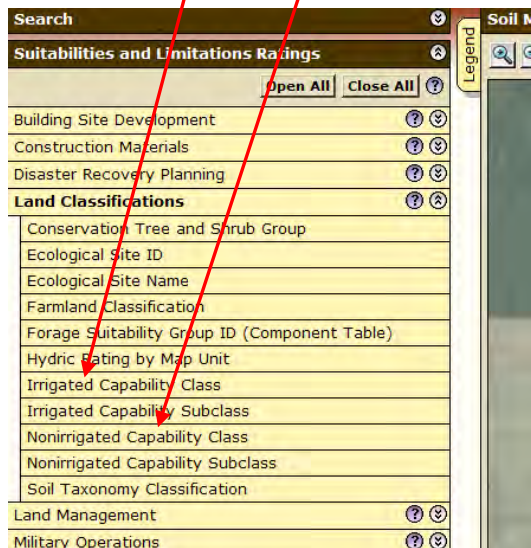 Search
Suitabilities and Limitations Ratings
Open All Close All
Building Site Development
Construction Materials
Disaster Recovery Planning
Land Classifications
Conservation Tree and Shrub Group
Ecological Site ID
Ecological Site Name
Farmland Classification
Forage Suitability Group ID (Component Table)
Hydric Rating by Map Unit
Irrigated Capability Class
Irrigated Capability Subclass
Nonirrigated Capability Class
Nonirrigated Capability Subclass
Soil Taxonomy Classification
Land Management
Military Operations
Legend
Soil M